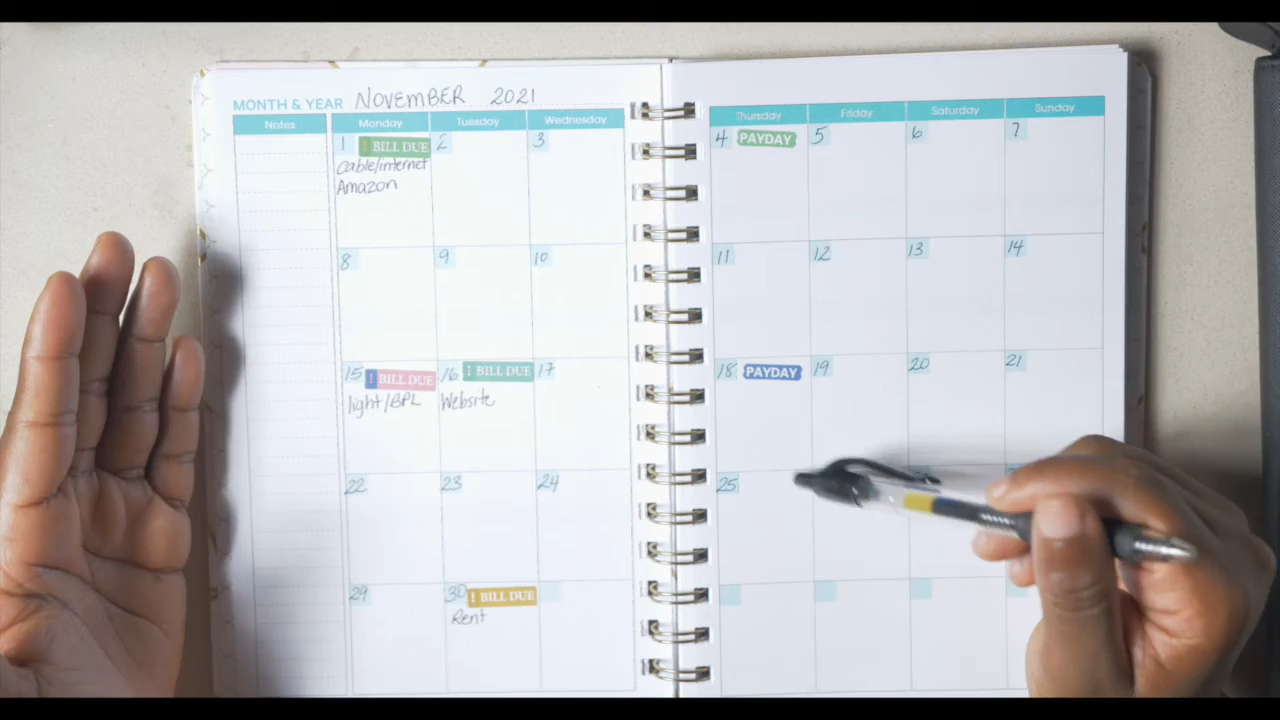 MONTH & YEAR NOVEMBER 2021
Notes Monday Tuesday Wednesday Thursday Friday Saturday Sunday
1 ! BILL DUE 2 3 4 PAYDAY 5 6 7
Cable/internet
Amazon
8 9 10 11 12 13 14
15 ! BILL DUE 16 ! BILL DUE 17 18 PAYDAY 19 20 21
light/BPL Website
22 23 24 25
29 30 ! BILL DUE
Rent